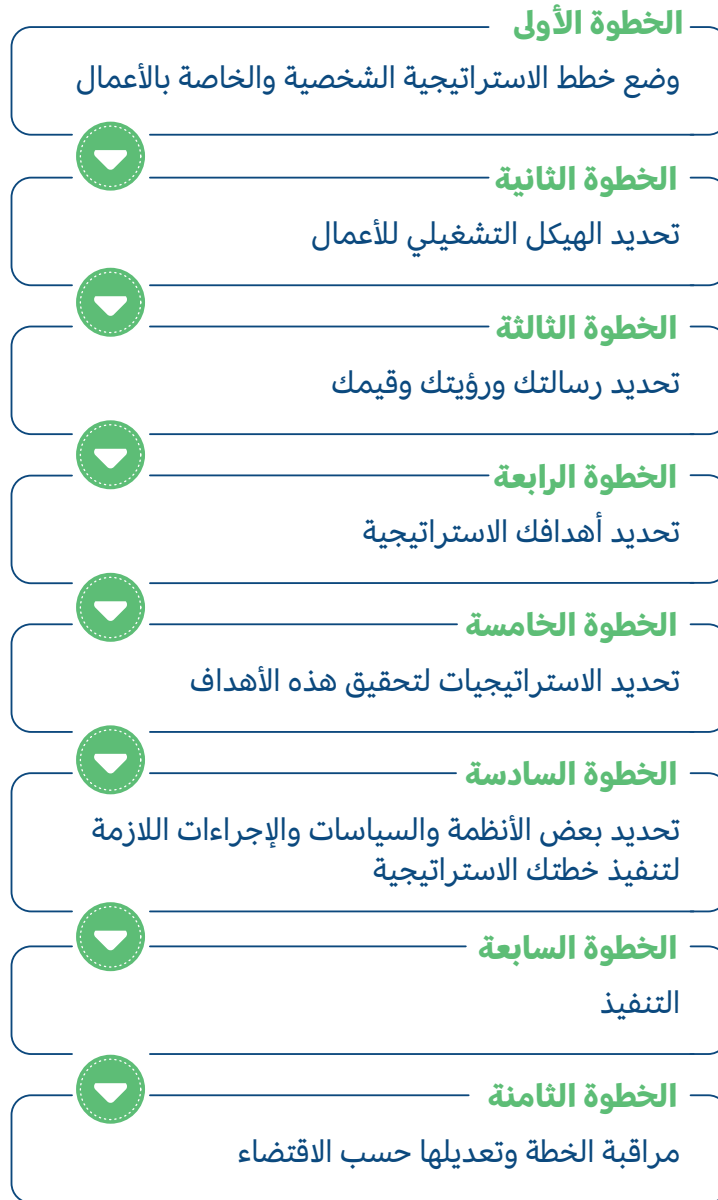 الخطوة الأولى
وضع خطط الاستراتيجية الشخصية والخاصة بالأعمال
الخطوة الثانية
تحديد الهيكل التشغيلي للأعمال
الخطوة الثالثة
تحديد رسالتك ورؤيتك وقيمك
الخطوة الرابعة
تحديد أهدافك الاستراتيجية
الخطوة الخامسة
تحديد الاستراتيجيات لتحقيق هذه الأهداف
الخطوة السادسة
تحديد بعض الأنظمة والسياسات والإجراءات اللازمة
لتنفيذ خطتك الاستراتيجية
الخطوة السابعة
التنفيذ
الخطوة الثامنة
مراقبة الخطة وتعديلها حسب الاقتضاء